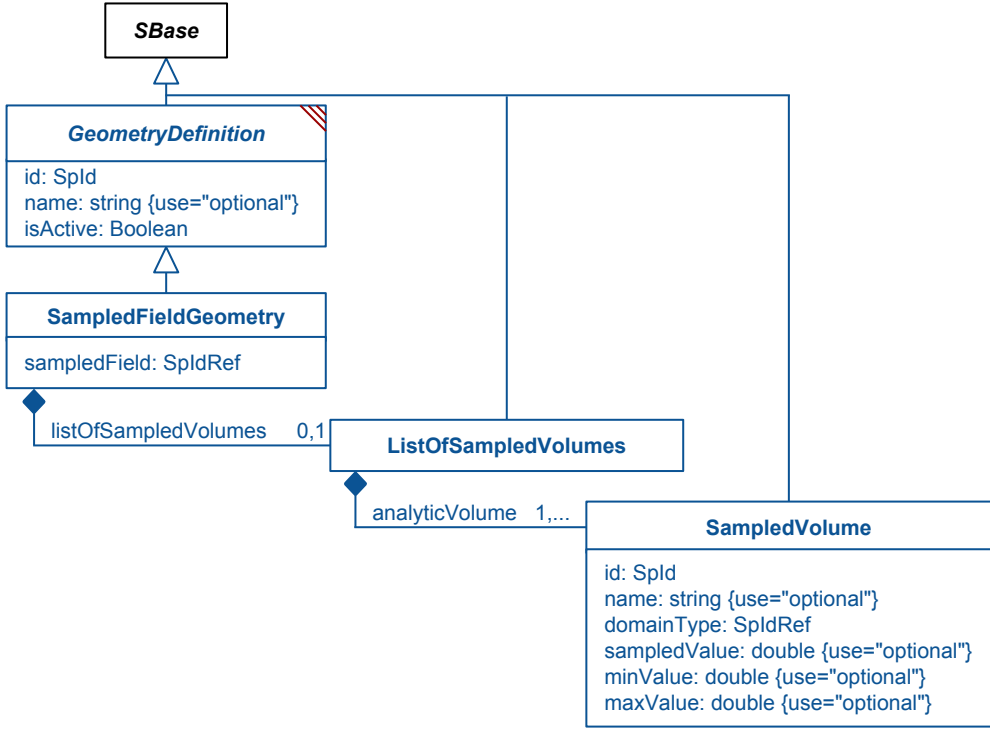 SBase
GeometryDefinition
id: SpId
name: string {use="optional"}
isActive: Boolean
SampledFieldGeometry
sampledField: SpIdRef
listOfSampledVolumes 0,1
ListOfSampledVolumes
analyticVolume 1,...
SampledVolume
id: SpId
name: string {use="optional"}
domainType: SpIdRef
sampledValue: double {use="optional"}
minValue: double {use="optional"}
maxValue: double {use="optional"}